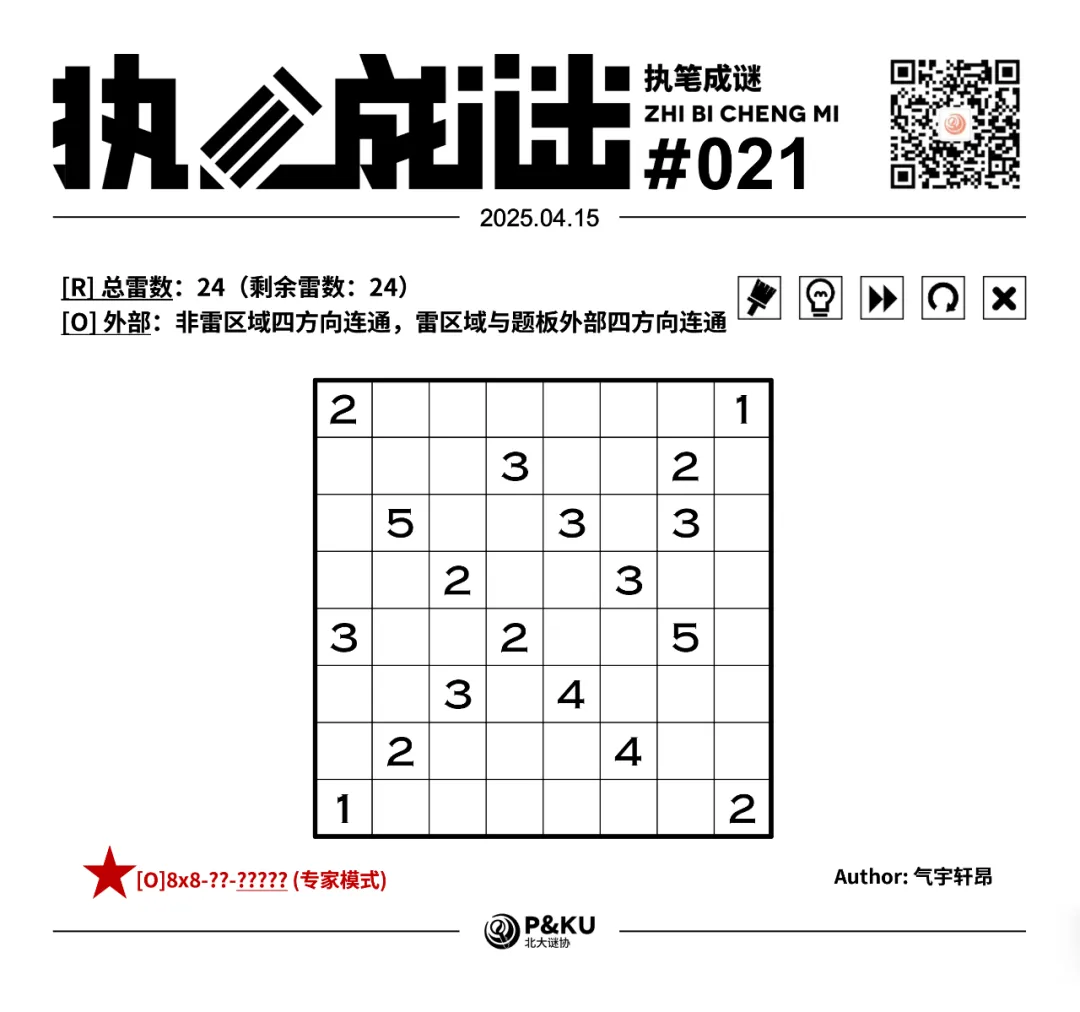 执笔成谜
执笔成谜
ZHI BI CHENG MI
#021
2025.04.15
[R] 总雷数：24（剩余雷数：24）
[O] 外部：非雷区域四方向连通，雷区域与题板外部四方向连通
2 1
3 2
5 3 3
2 3
3 2 5
3 4
2 4
1 2
[O]8x8-??-????? (专家模式)
Author: 气宇轩昂
P&KU
北大谜协